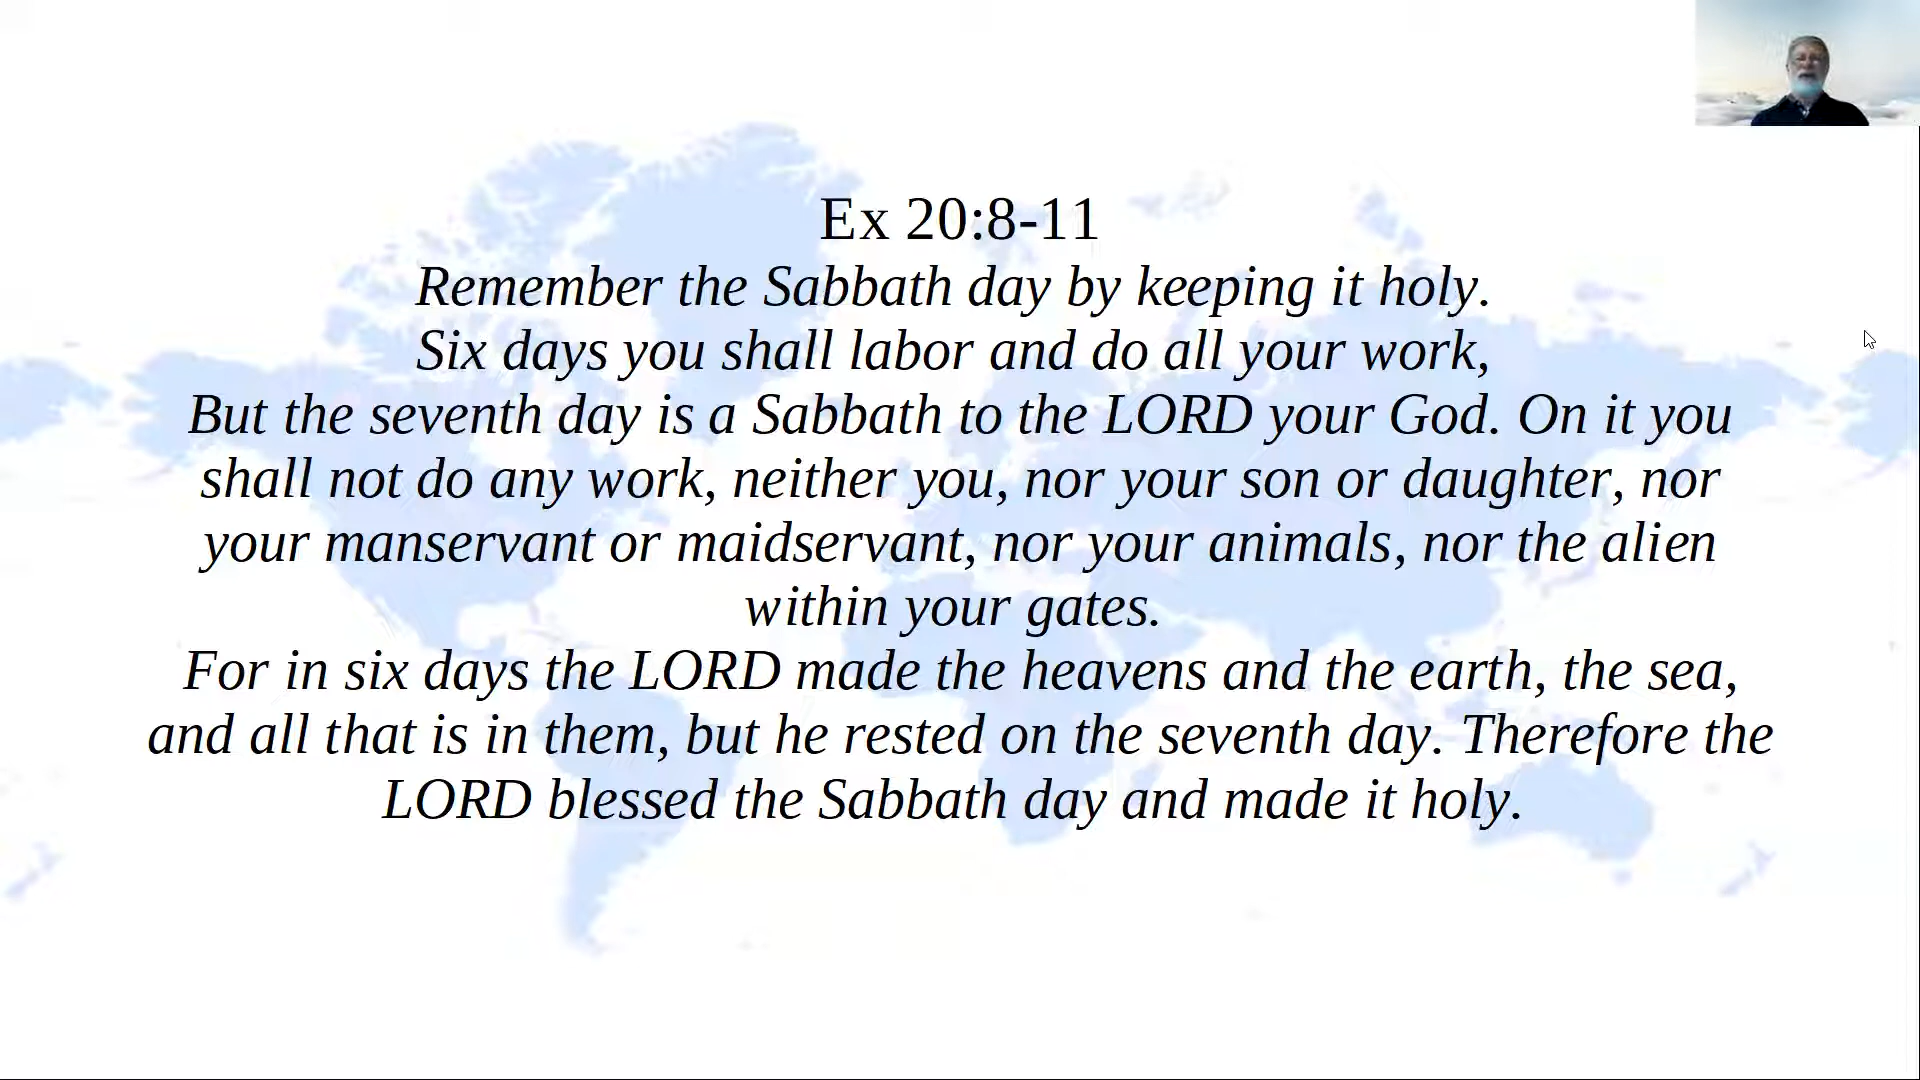 Ex 20:8-11
Remember the Sabbath day by keeping it holy.
Six days you shall labor and do all your work,
But the seventh day is a Sabbath to the LORD your God. On it you
shall not do any work, neither you, nor your son or daughter, nor
your manservant or maidservant, nor your animals, nor the alien
within your gates.
For in six days the LORD made the heavens and the earth, the sea,
and all that is in them, but he rested on the seventh day. Therefore the
LORD blessed the Sabbath day and made it holy.